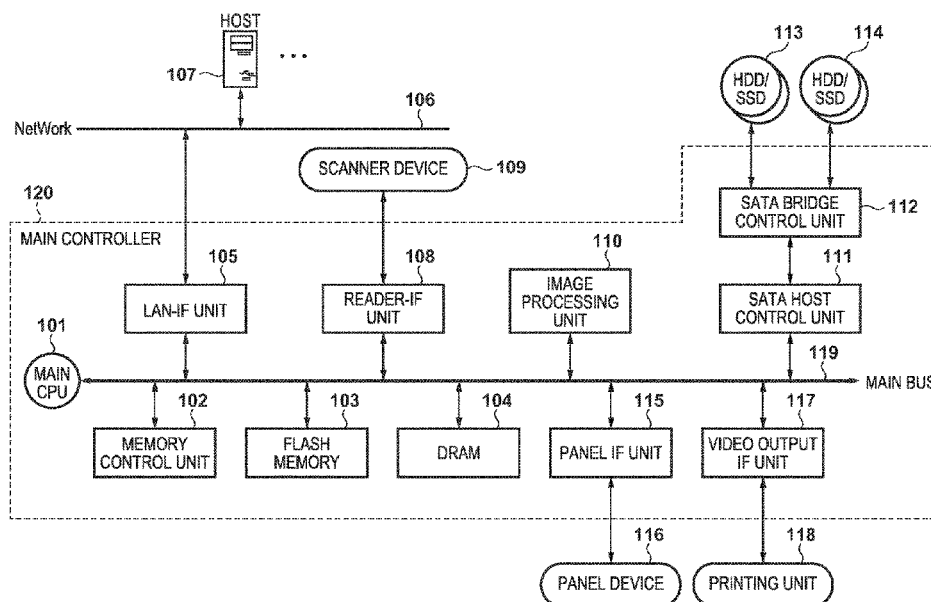 HOST
107
...
113
114
HDD/
SSD
HDD/
SSD
106
NetWork
SCANNER DEVICE
109
120
MAIN CONTROLLER
SATA BRIDGE
CONTROL UNIT
112
105
108
110
111
LAN-IF UNIT
READER-IF
UNIT
IMAGE
PROCESSING
UNIT
SATA HOST
CONTROL UNIT
101
MAIN
CPU
119
MAIN BUS
102
103
104
115
117
MEMORY
CONTROL UNIT
FLASH
MEMORY
DRAM
PANEL IF UNIT
VIDEO OUTPUT
IF UNIT
116
118
PANEL DEVICE
PRINTING UNIT